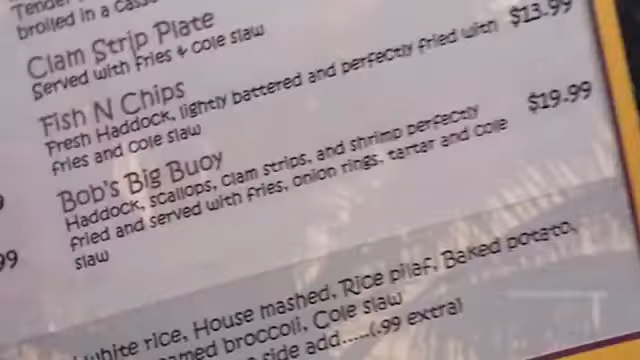 Tender
broiled in a
Clam Strip Plate
Served with fries & cole slaw
$13.99
Fish N Chips
Fresh Haddock, lightly battered and perfectly fried with
fries and cole slaw
$19.99
Bob's Big Buoy
Haddock, scallops, clam strips, and shrimp perfectly
fried and served with fries, onion rings, tartar and cole
slaw
99
white rice, House mashed, Rice pilaf, Baked potato,
broccoli, Cole slaw
side add.....(.99 extra)